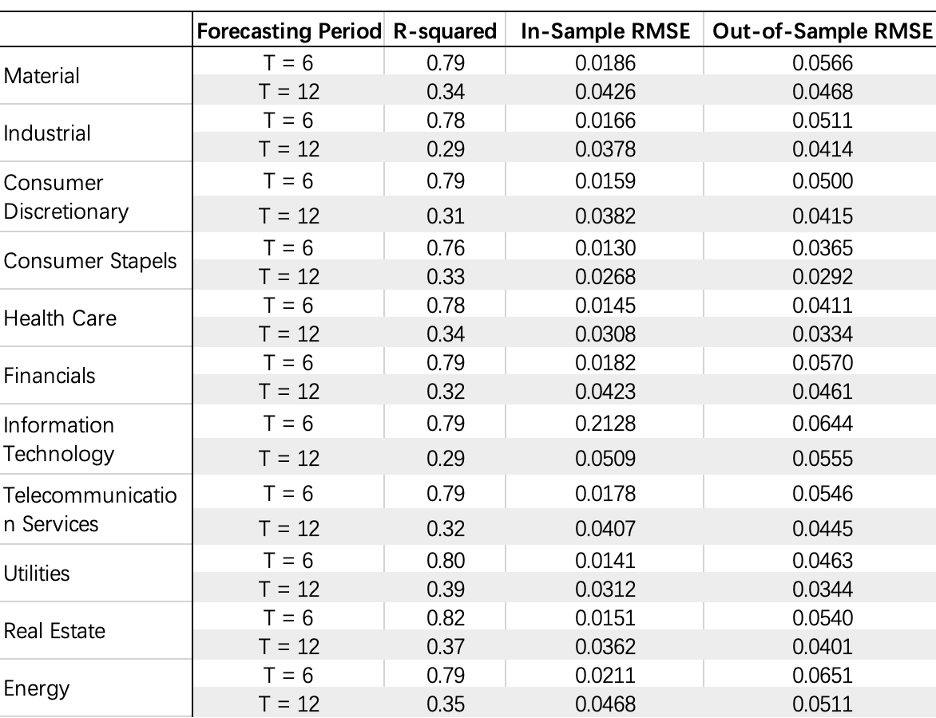 Forecasting Period R-squared In-Sample RMSE Out-of-Sample RMSE
Material
T = 6 0.79 0.0186 0.0566
T = 12 0.34 0.0426 0.0468
Industrial
T = 6 0.78 0.0166 0.0511
T = 12 0.29 0.0378 0.0414
Consumer
Discretionary
T = 6 0.79 0.0159 0.0500
T = 12 0.31 0.0382 0.0415
Consumer Stapels
T = 6 0.76 0.0130 0.0365
T = 12 0.33 0.0268 0.0292
Health Care
T = 6 0.78 0.0145 0.0411
T = 12 0.34 0.0308 0.0334
Financials
T = 6 0.79 0.0182 0.0570
T = 12 0.32 0.0423 0.0461
Information
Technology
T = 6 0.79 0.2128 0.0644
T = 12 0.29 0.0509 0.0555
Telecommunicatio
n Services
T = 6 0.79 0.0178 0.0546
T = 12 0.32 0.0407 0.0445
Utilities
T = 6 0.80 0.0141 0.0463
T = 12 0.39 0.0312 0.0344
Real Estate
T = 6 0.82 0.0151 0.0540
T = 12 0.37 0.0362 0.0401
Energy
T = 6 0.79 0.0211 0.0651
T = 12 0.35 0.0468 0.0511